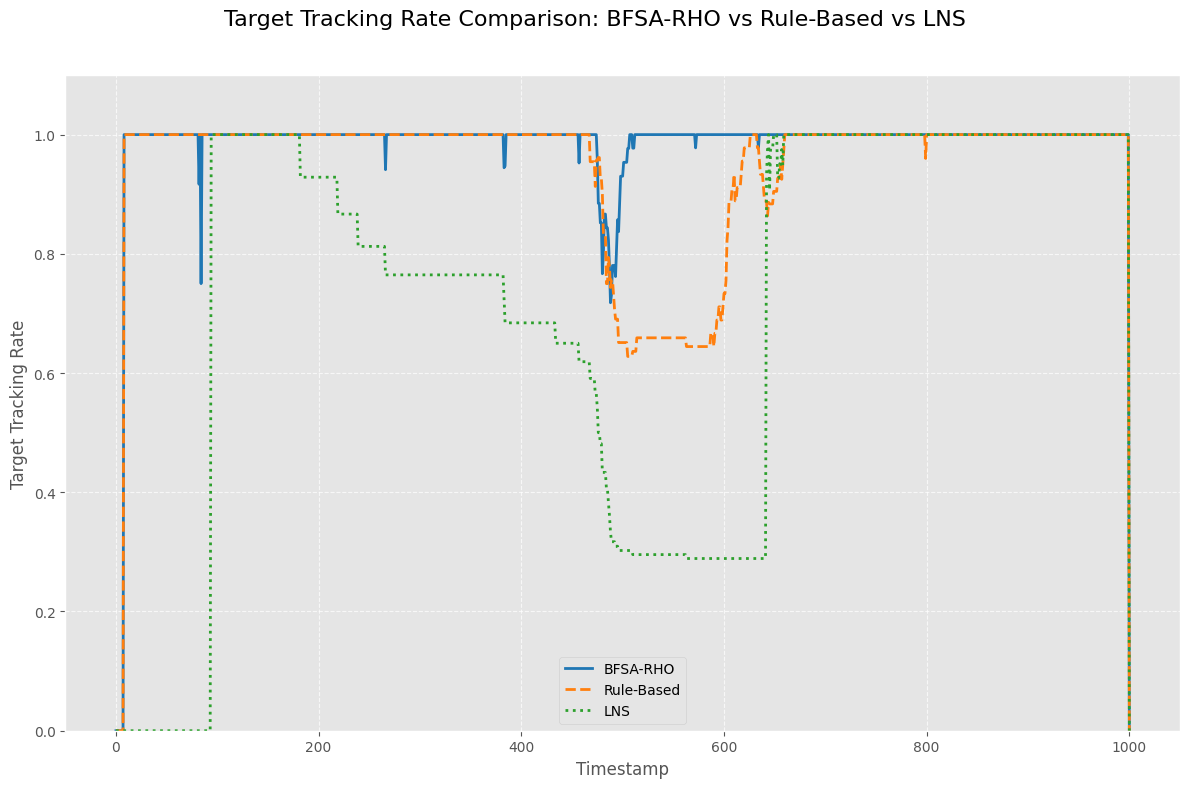 Target Tracking Rate Comparison: BFSA-RHO vs Rule-Based vs LNS
1.0
0.8
0.6
0.4
0.2
0.0
Target Tracking Rate
BFSA-RHO
Rule-Based
LNS
0 200 400 600 800 1000
Timestamp